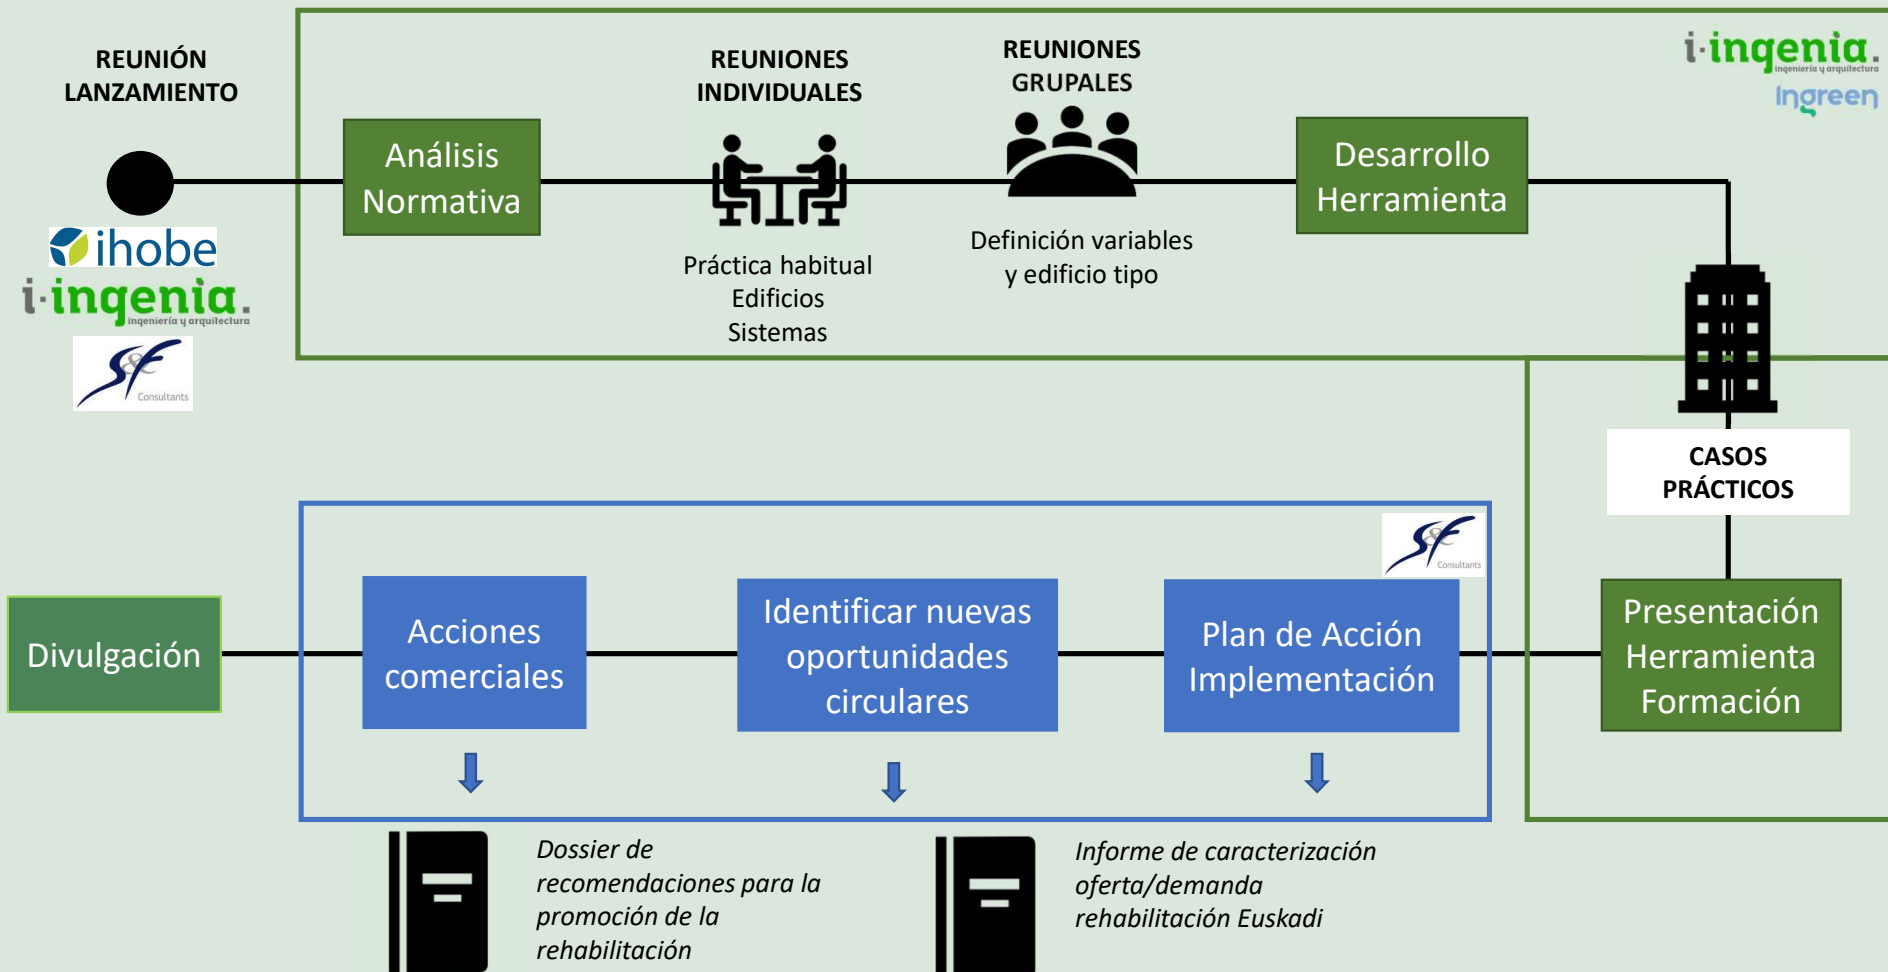 REUNIÓN
LANZAMIENTO
ihobe
i·ingenia.
ingeniería y arquitectura
S&F
Consultants
Análisis
Normativa
REUNIONES
INDIVIDUALES
Práctica habitual
Edificios
Sistemas
REUNIONES
GRUPALES
Definición variables
y edificio tipo
Desarrollo
Herramienta
i·ingenia.
ingeniería y arquitectura
Ingreen
CASOS
PRÁCTICOS
Presentación
Herramienta
Formación
S&F
Consultants
Plan de Acción
Implementación
Identificar nuevas
oportunidades
circulares
Acciones
comerciales
Divulgación
Dossier de
recomendaciones para la
promoción de la
rehabilitación
Informe de caracterización
oferta/demanda
rehabilitación Euskadi